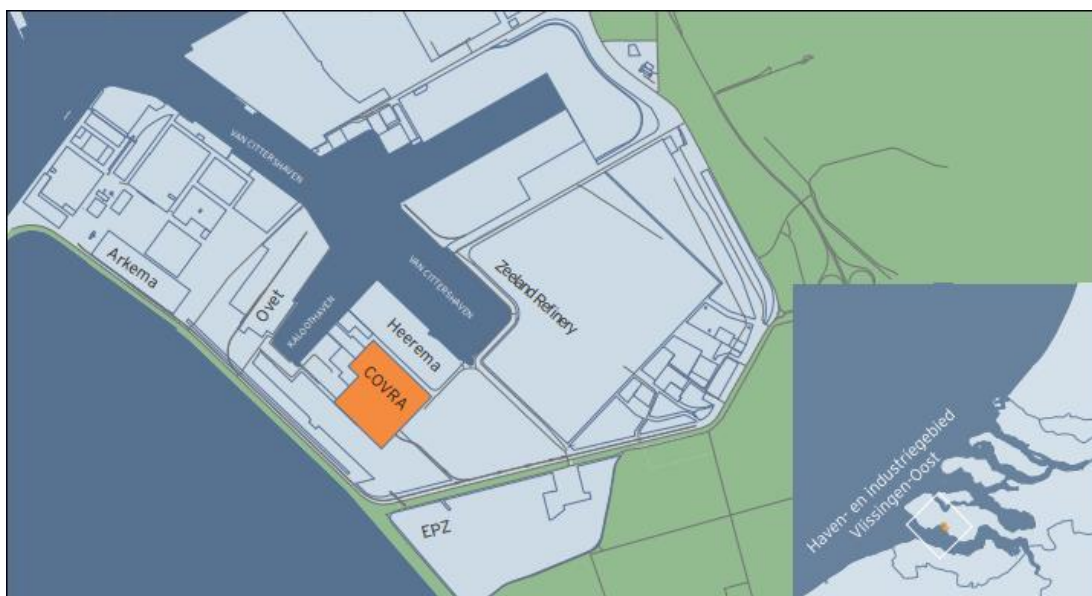 VAN CITTERSHAVEN
Arkema
Ovet
KALOOTHAVEN
VAN CITTERSHAVEN
Zeeland Refinery
Heerema
COVRA
EPZ
Haven- en industriegebied
Vlissingen-Oost